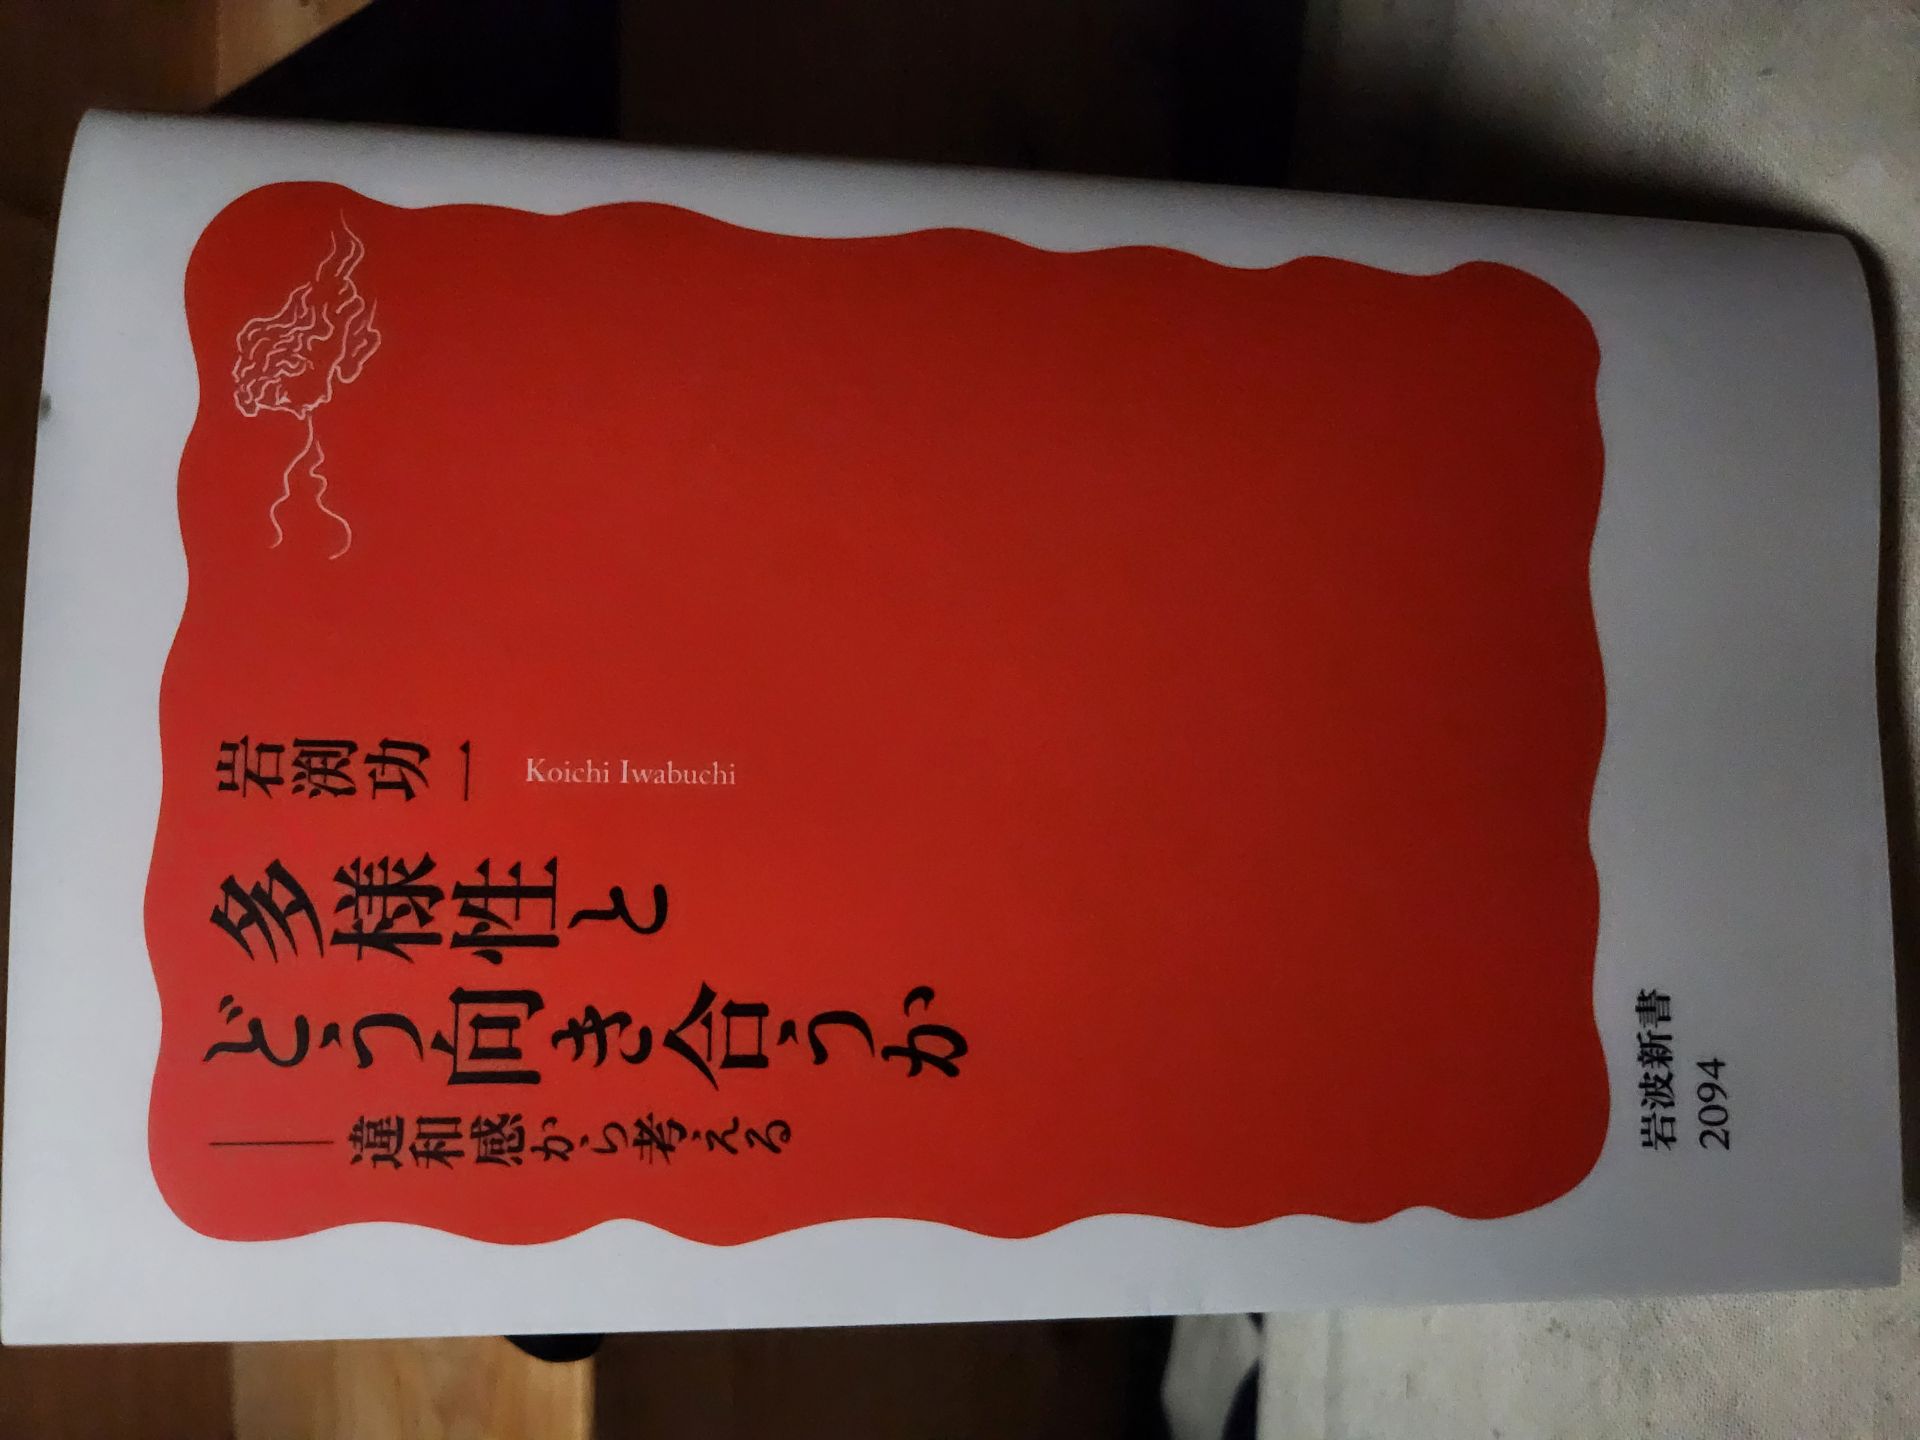 岩渕功一
Koichi Iwabuchi
多様性と
どう向き合うか
──違和感から考える
岩波新書
2094